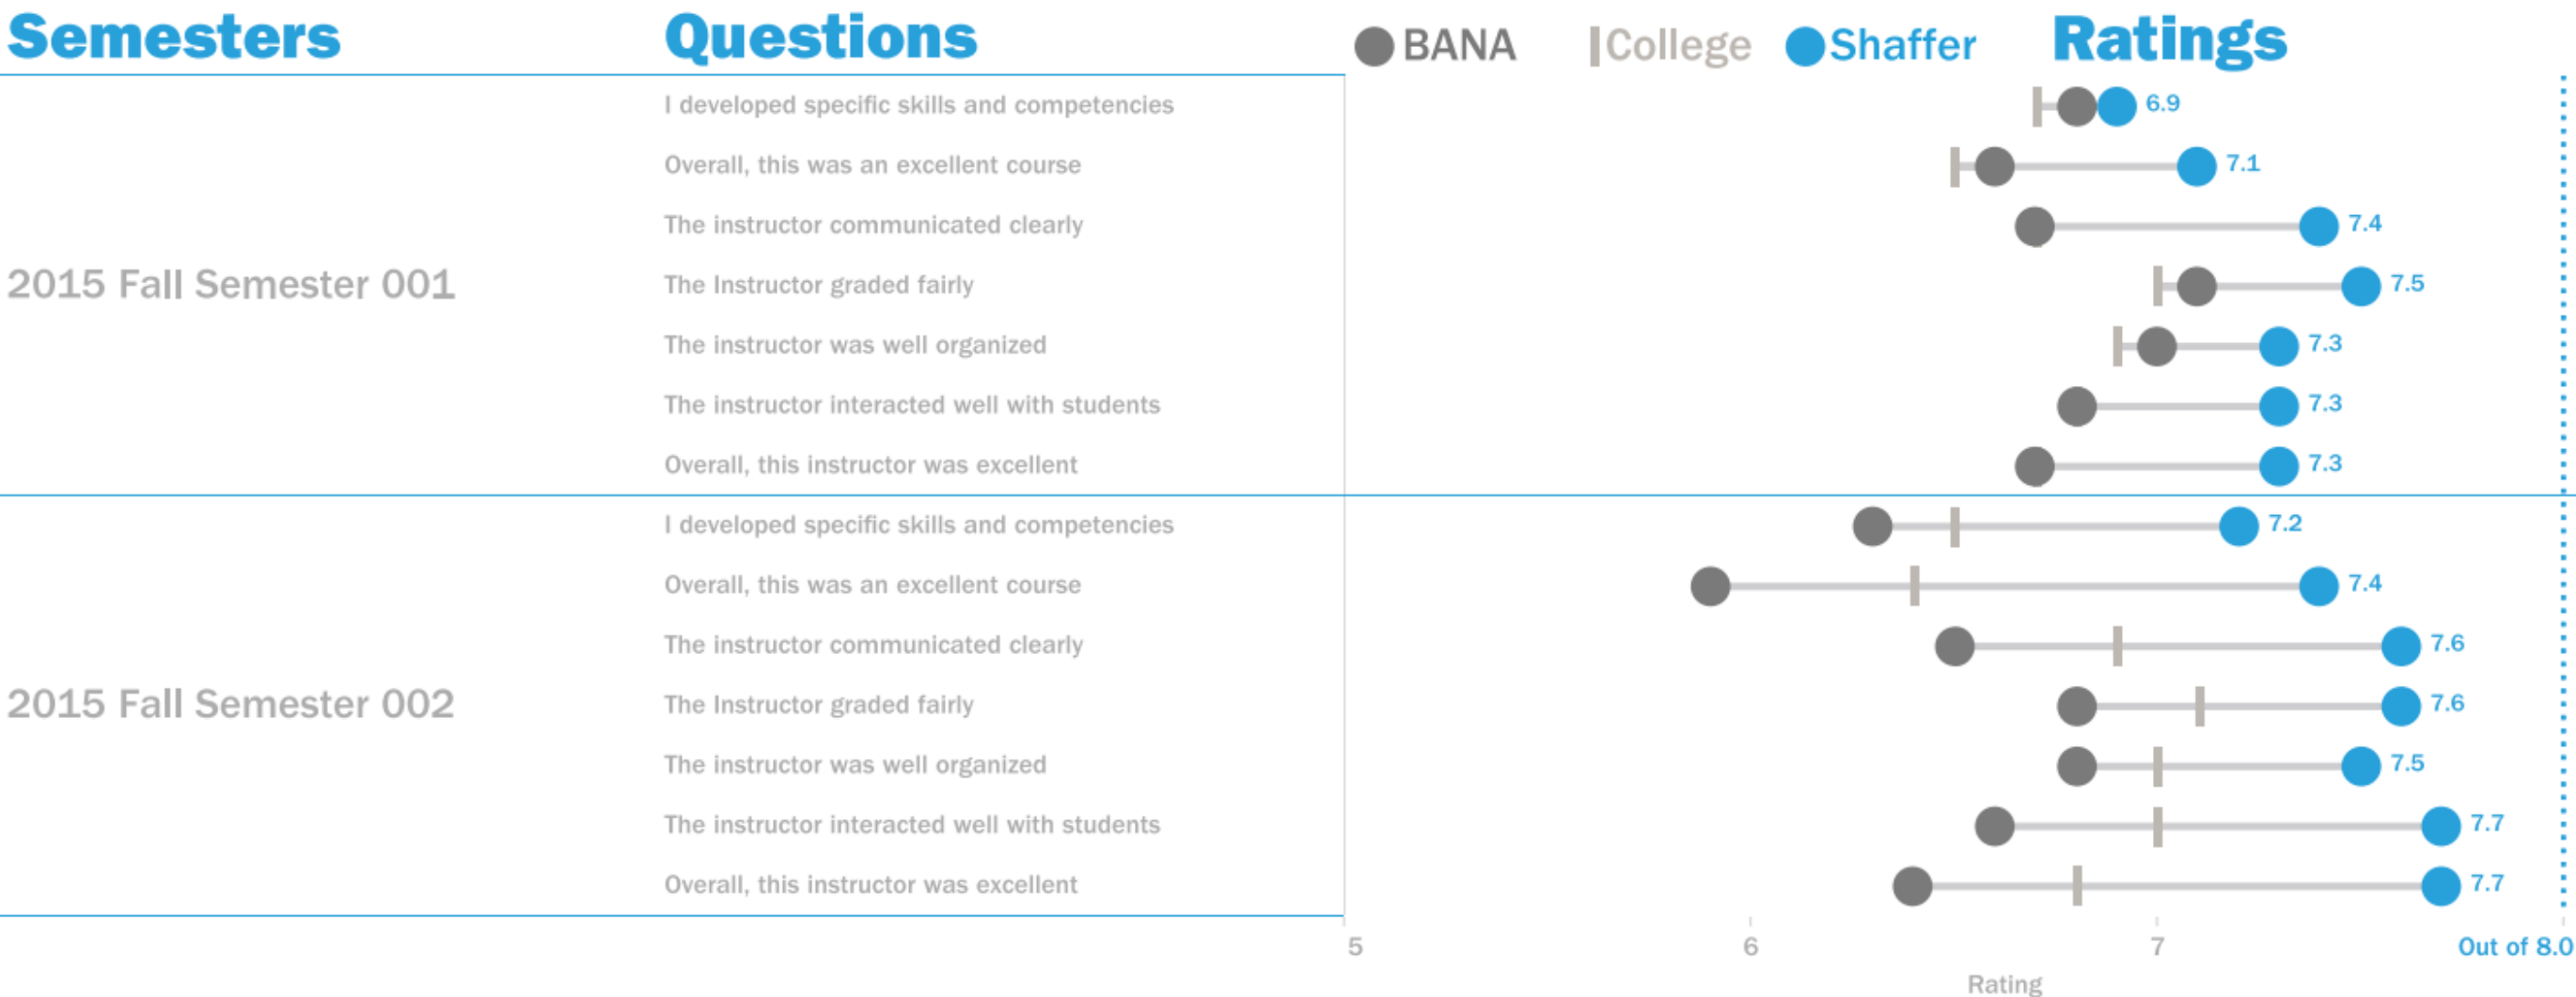 Semesters Questions BANA College Shaffer Ratings
I developed specific skills and competencies 6.9
Overall, this was an excellent course 7.1
The instructor communicated clearly 7.4
2015 Fall Semester 001 The Instructor graded fairly 7.5
The instructor was well organized 7.3
The instructor interacted well with students 7.3
Overall, this instructor was excellent 7.3
I developed specific skills and competencies 7.2
Overall, this was an excellent course 7.4
The instructor communicated clearly 7.6
2015 Fall Semester 002 The Instructor graded fairly 7.6
The instructor was well organized 7.5
The instructor interacted well with students 7.7
Overall, this instructor was excellent 7.7
5 6 7 Out of 8.0
Rating